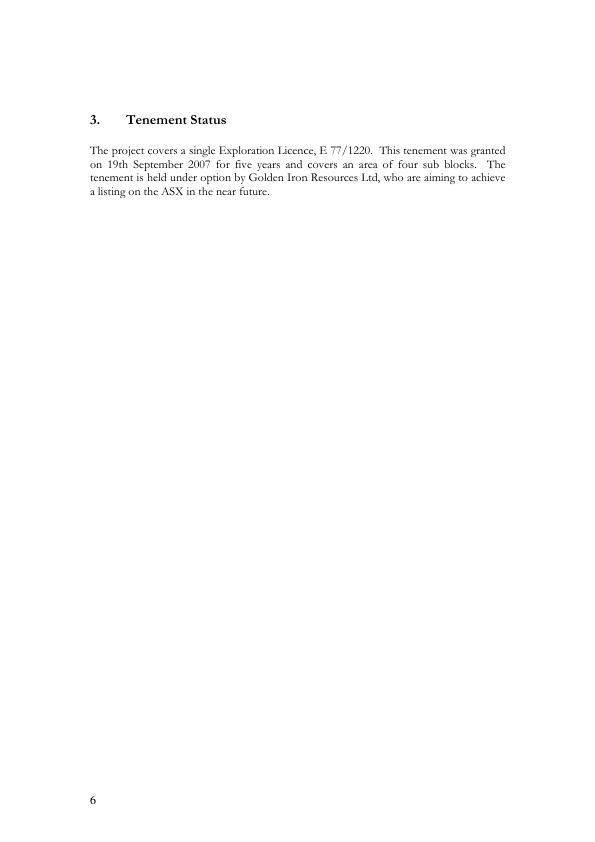 3. Tenement Status
The project covers a single Exploration Licence, E 77/1220. This tenement was granted
on 19th September 2007 for five years and covers an area of four sub blocks. The
tenement is held under option by Golden Iron Resources Ltd, who are aiming to achieve
a listing on the ASX in the near future.
6